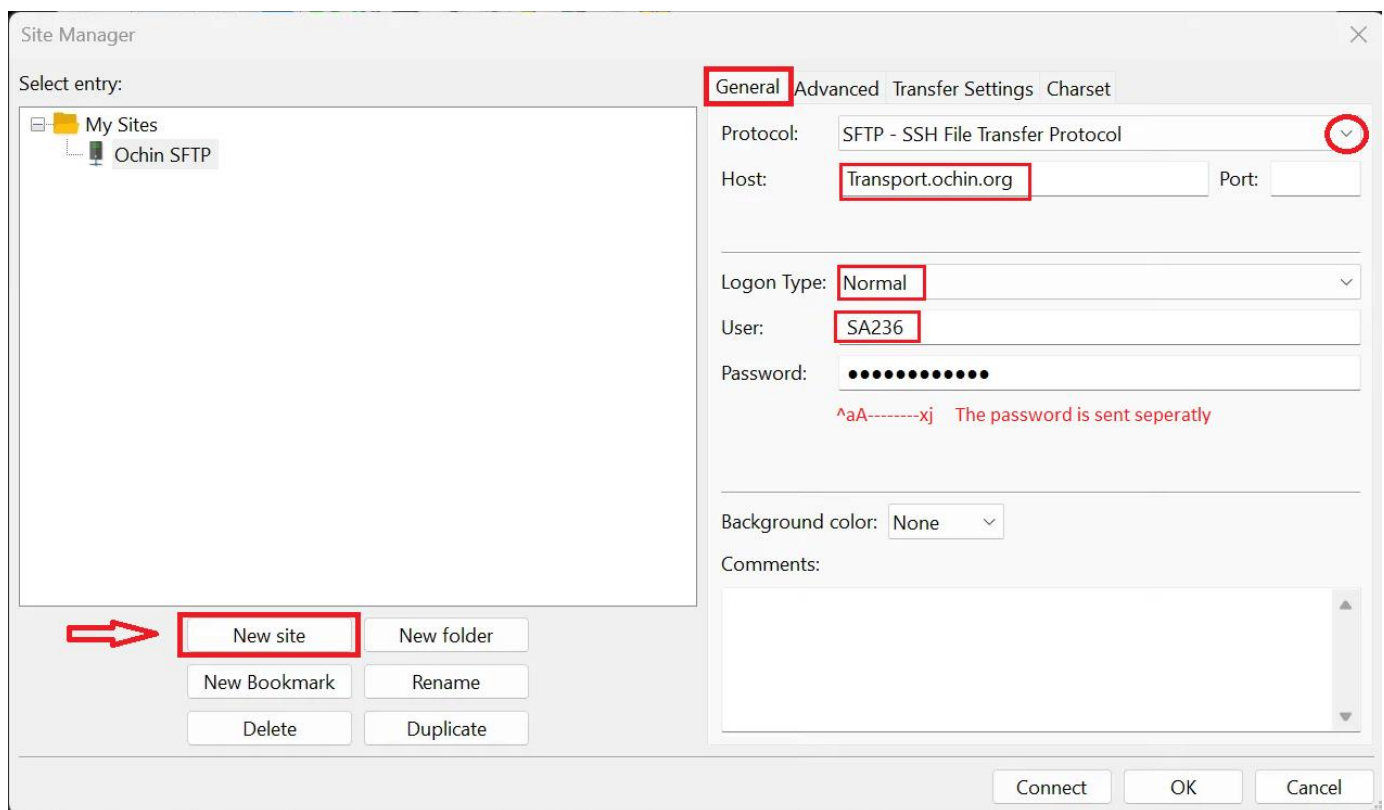 Site Manager
Select entry:
My Sites
Ochin SFTP
New site New folder
New Bookmark Rename
Delete Duplicate
General Advanced Transfer Settings Charset
Protocol: SFTP - SSH File Transfer Protocol
Host: Transport.ochin.org Port:
Logon Type: Normal
User: SA236
Password: ●●●●●●●●●●●●
^aA--------xj The password is sent seperatly
Background color: None
Comments:
Connect OK Cancel